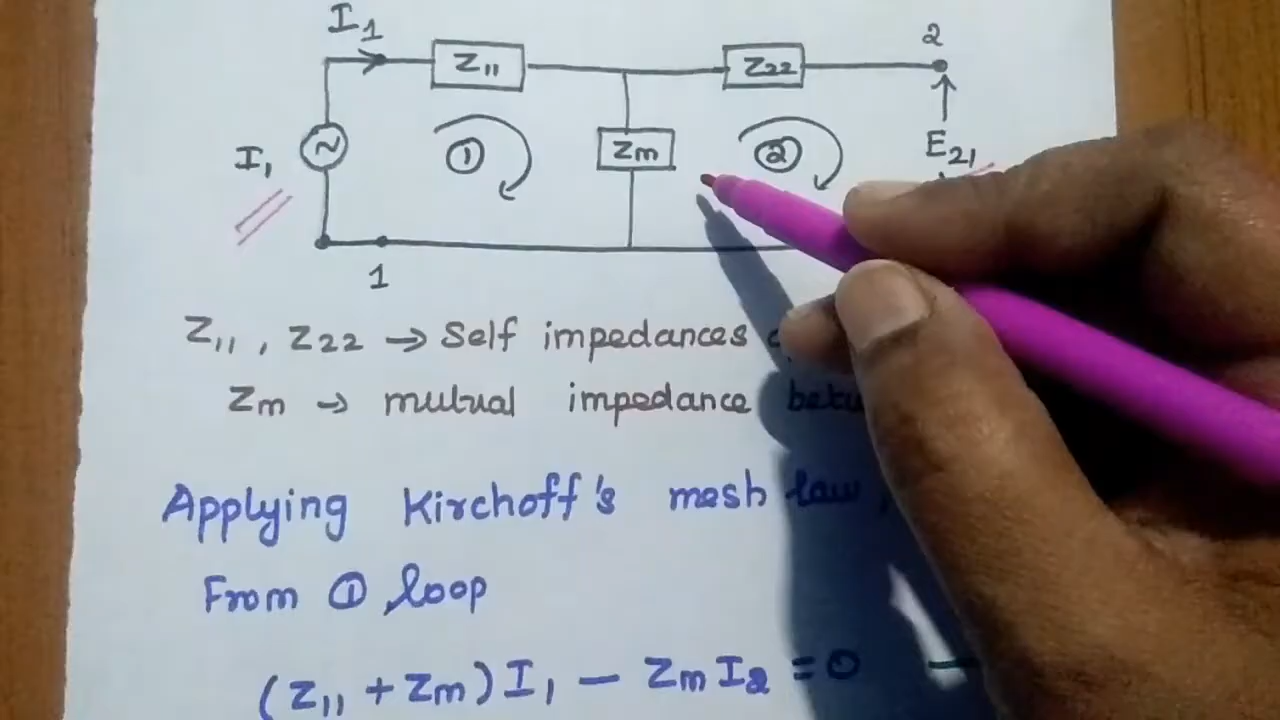 I1
Z11
Z22
2
Zm
I1
1
2
E21
1
Z11, Z22 → Self impedances
Zm → mutual impedance
Applying Kirchoff's mesh law,
From ① loop
(Z11 + Zm) I1 - Zm I2 = 0